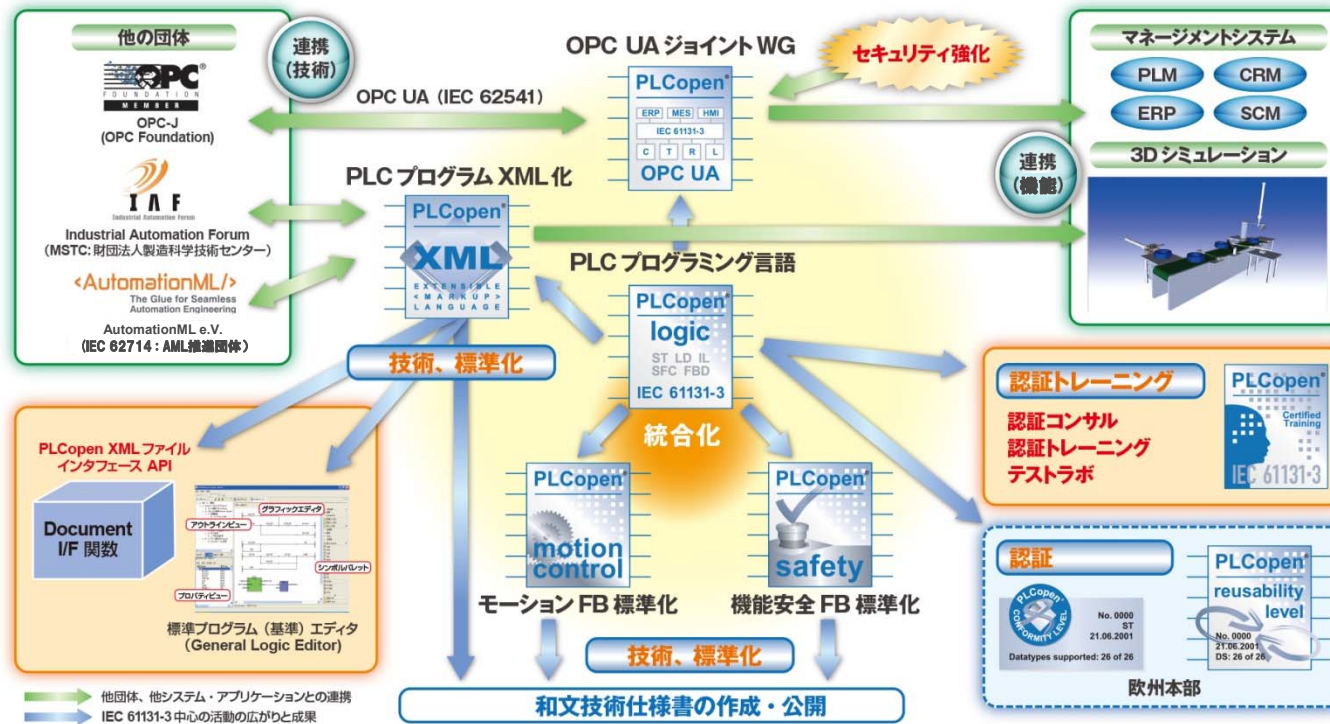 他の団体
連携
(技術)
OPC®
FOUNDATION
MEMBER
OPC-J
(OPC Foundation)
IAF
Industrial Automation Forum
Industrial Automation Forum
(MSTC:財団法人製造科学技術センター)
<AutomationML/>
The Glue for Seamless
Automation Engineering
AutomationML e.V.
(IEC 62714:AML推進団体)
OPC UA (IEC 62541)
OPC UA ジョイント WG
PLCopen®
ERP MES HMI
IEC 61131-3
C T R L
OPC UA
セキュリティ強化
マネージメントシステム
PLM CRM
ERP SCM
連携
(機能)
3D シミュレーション
PLC プログラム XML 化
PLCopen®
XML
EXTENSIBLE
<MARKUP>
LANGUAGE
PLC プログラミング言語
PLCopen®
logic
ST LD IL
SFC FBD
IEC 61131-3
統合化
技術、標準化
認証トレーニング
認証コンサル
認証トレーニング
テストラボ
PLCopen®
Certified
Training
IEC 61131-3
PLCopen XML ファイル
インタフェース API
Document
I/F 関数
グラフィックエディタ
アウトラインビュー
シンボルパレット
プロパティビュー
標準プログラム (基準) エディタ
(General Logic Editor)
PLCopen®
motion
control
モーション FB 標準化
PLCopen®
safety
機能安全 FB 標準化
認証
PLCopen®
CONFORMITY LEVEL
No. 0000
ST
21.06.2001
Datatypes supported: 26 of 26
PLCopen®
reusability
level
No. 0000
21.06.2001
DS: 26 of 26
欧州本部
技術、標準化
和文技術仕様書の作成・公開
他団体、他システム・アプリケーションとの連携
IEC 61131-3 中心の活動の広がりと成果